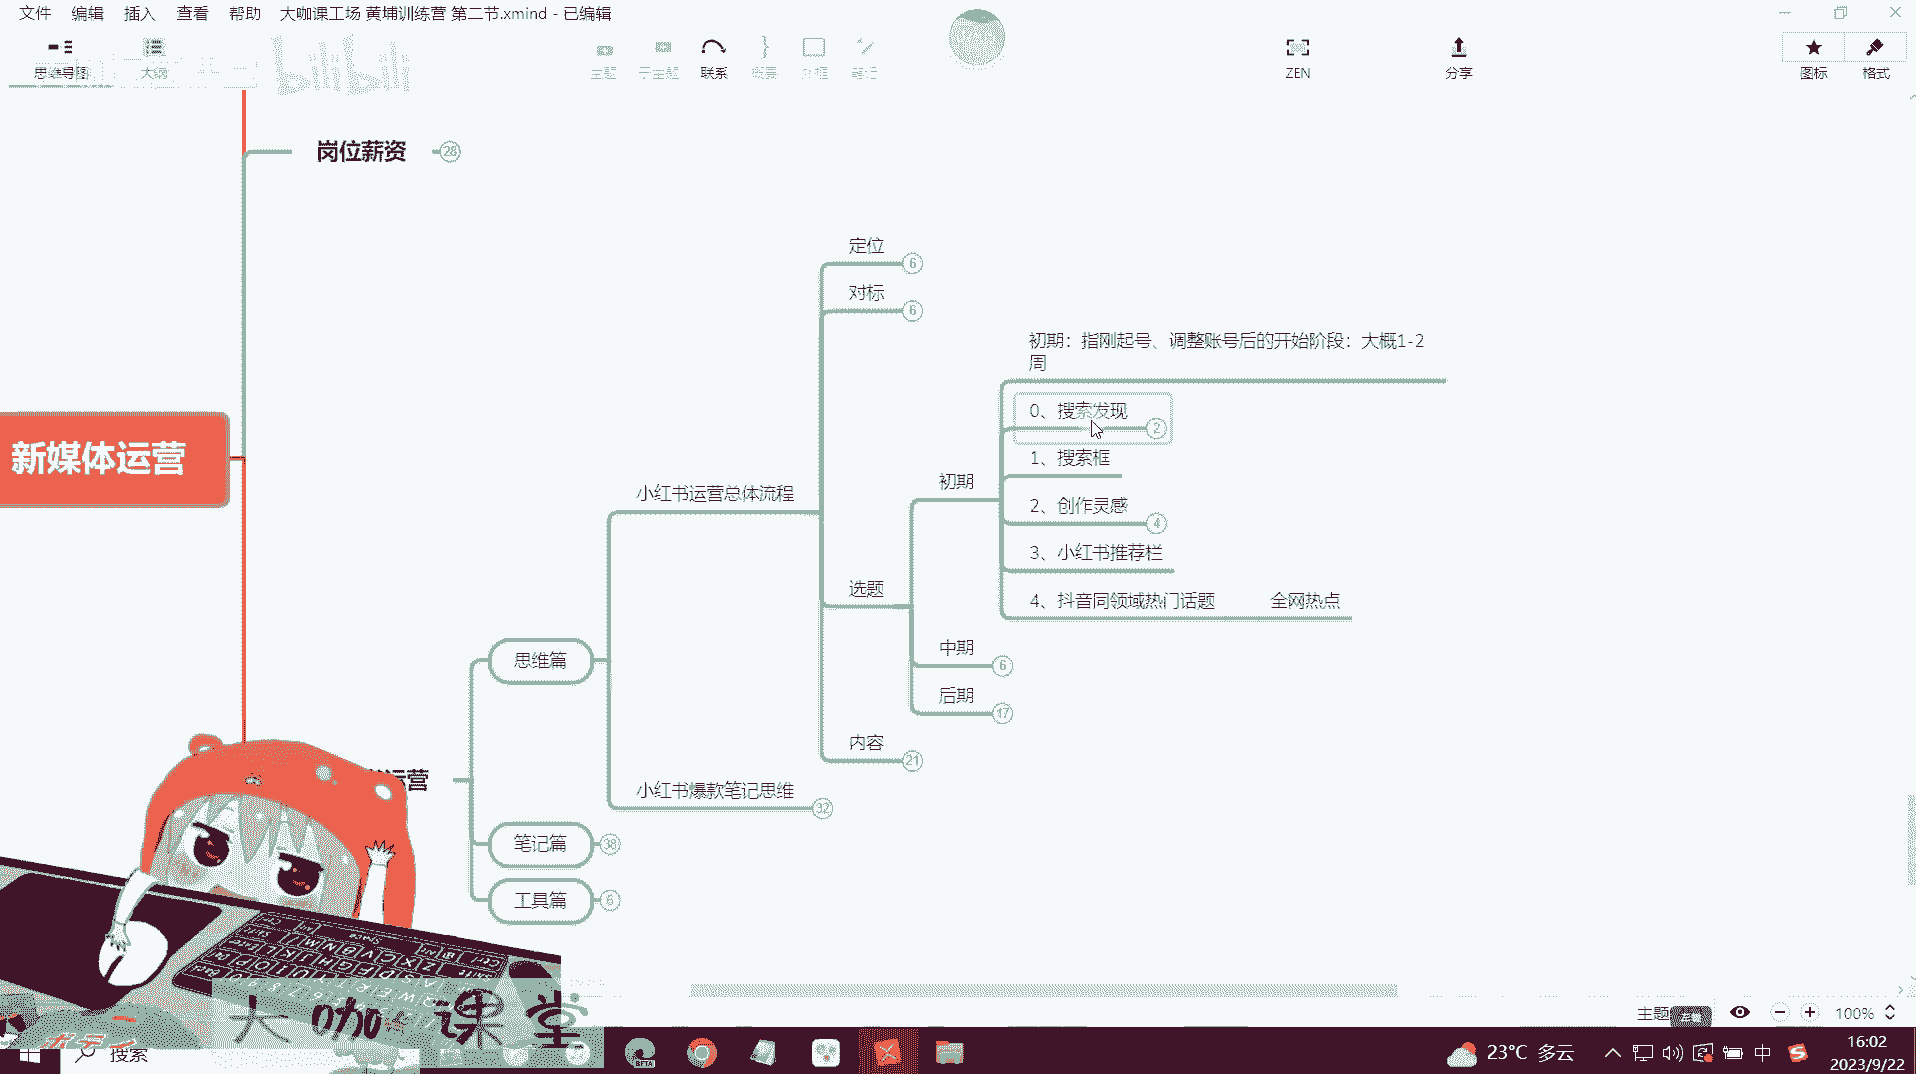 文件 编辑 插入 查看 帮助 大咖课工场 黄埔训练营 第二节.xmind - 已编辑
思维导图 大纲 主题 子主题 联系 概要 外框 笔记 ZEN 分享 图标 格式
bilibili
岗位薪资 28
定位 6
对标 6
初期：指刚起号、调整账号后的开始阶段：大概1-2
周
0、搜索发现 2
1、搜索框
初期
2、创作灵感 4
小红书运营总体流程
3、小红书推荐栏
选题
4、抖音同领域热门话题 全网热点
新媒体运营
中期 6
思维篇
后期 17
内容 21
运营
小红书爆款笔记思维 32
笔记篇 38
工具篇 6
大咖课堂
主题 100%
搜索
BETA
23°C 多云
中
16:02
2023/9/22